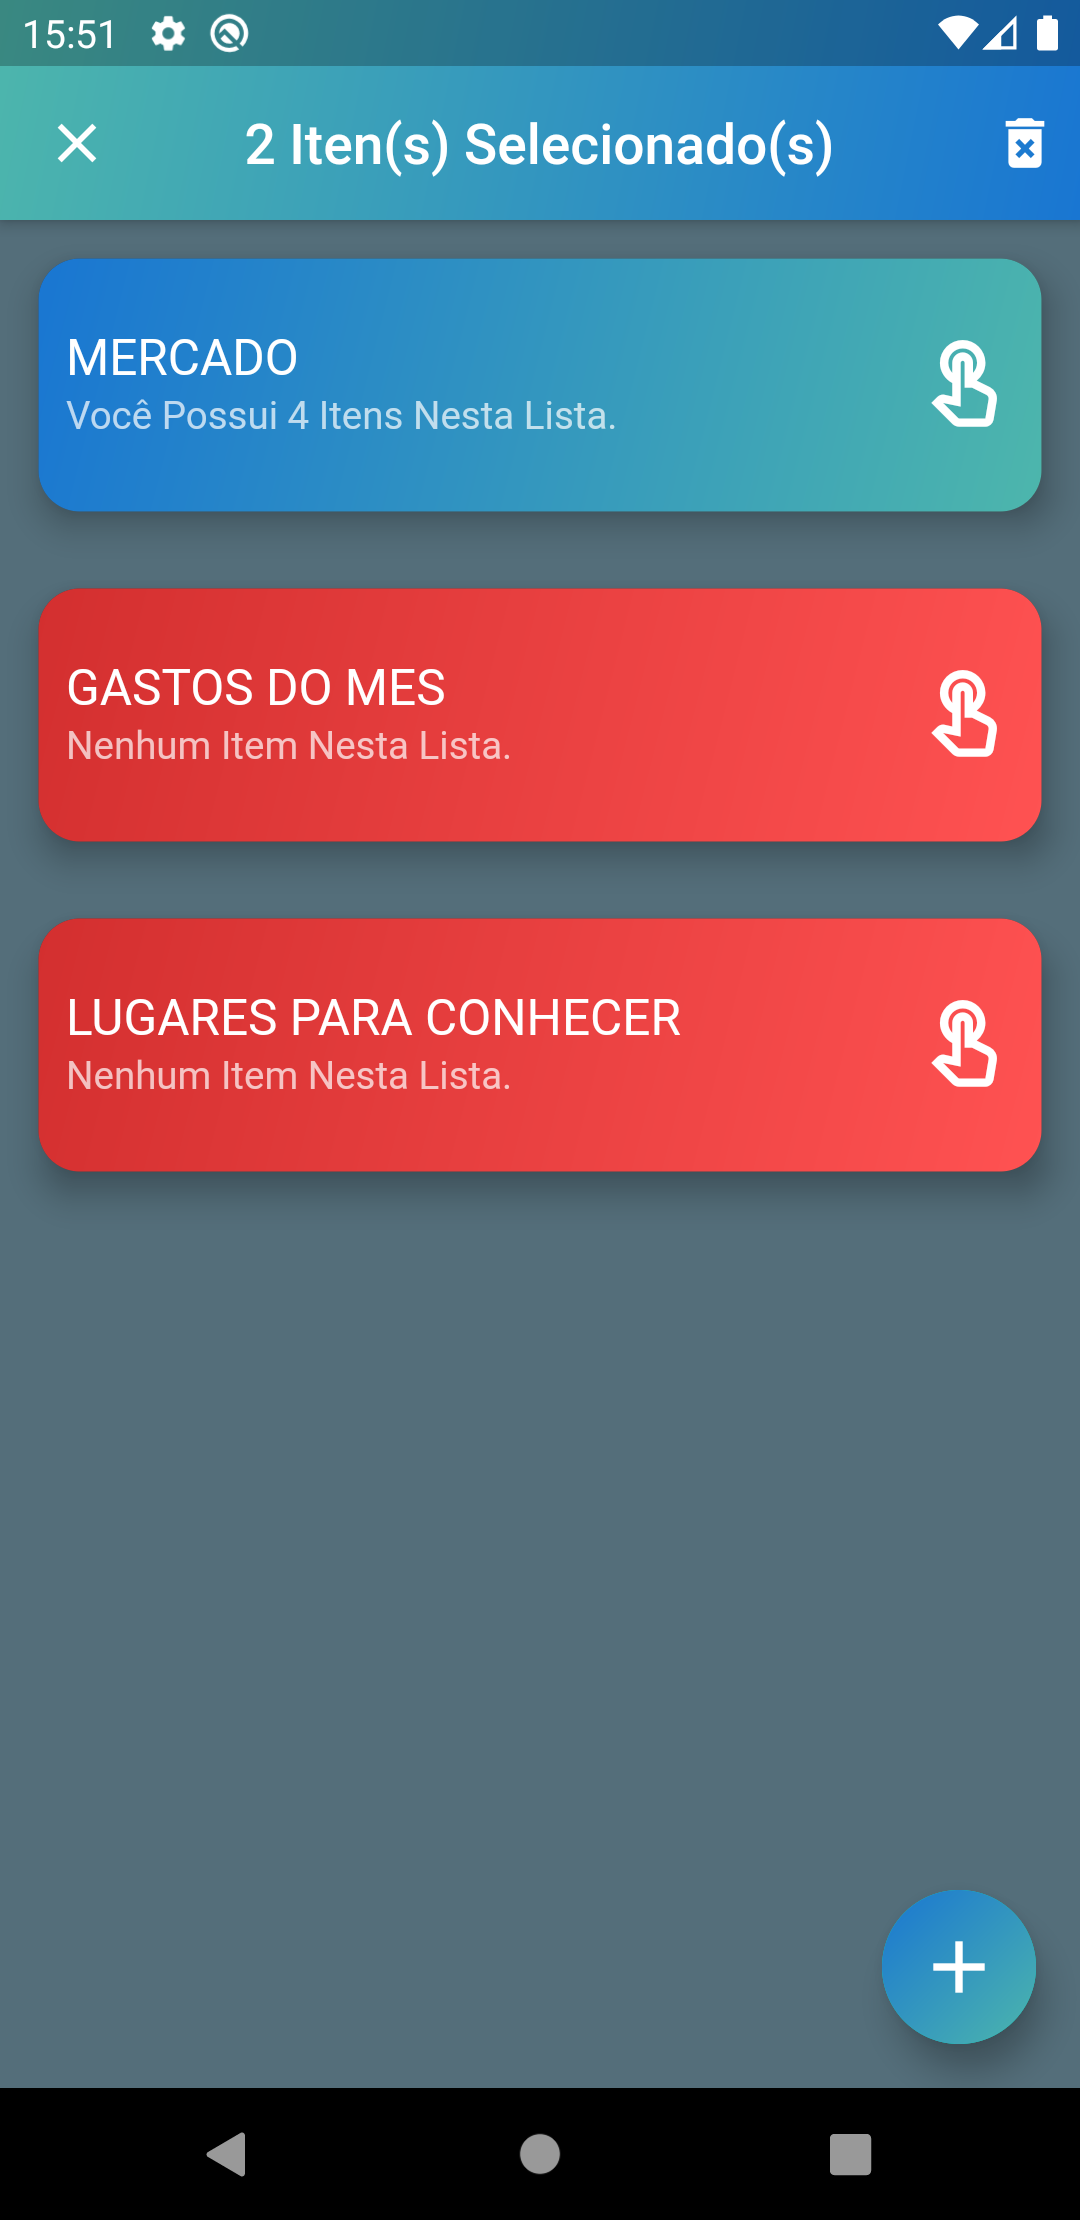 15:51
2 Iten(s) Selecionado(s)
MERCADO
Você Possui 4 Itens Nesta Lista.
GASTOS DO MES
Nenhum Item Nesta Lista.
LUGARES PARA CONHECER
Nenhum Item Nesta Lista.